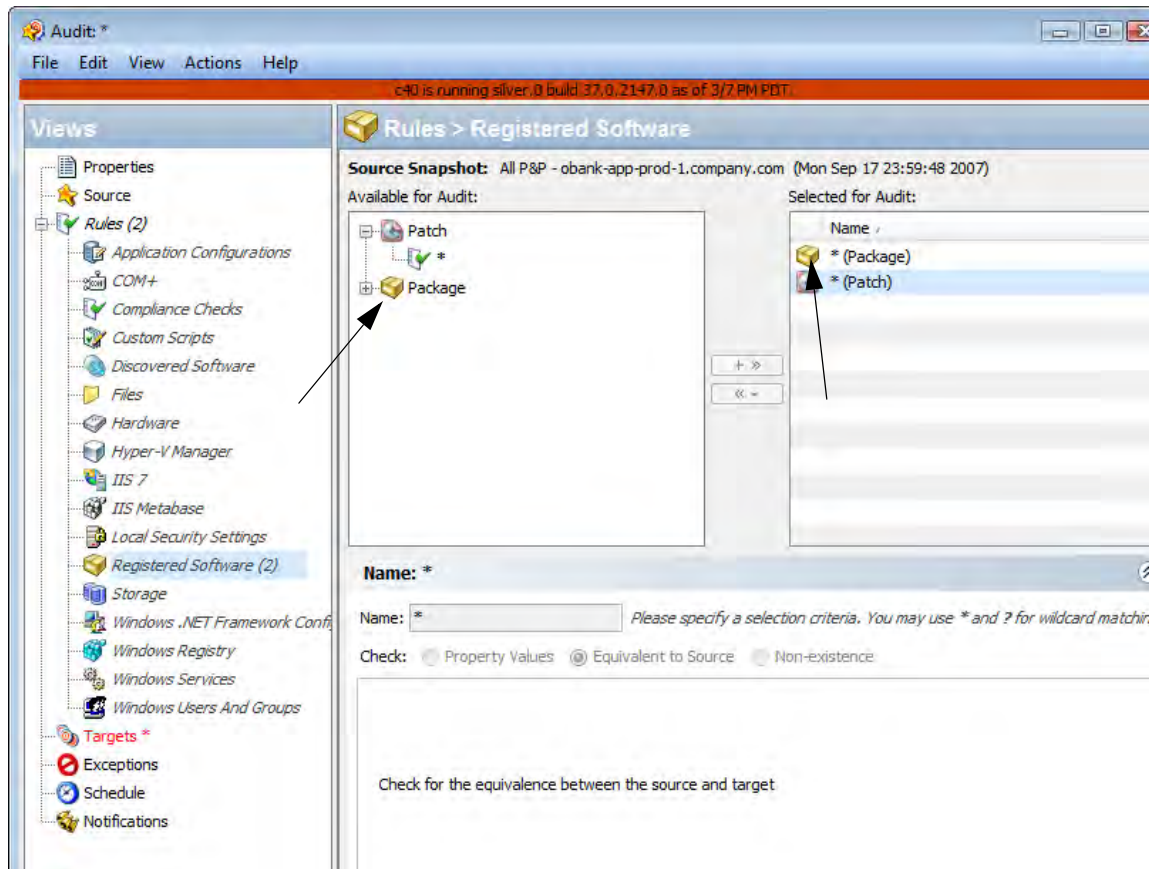 Audit: *
File Edit View Actions Help
c40 is running silver.0 build 37.0.2147.0 as of 3/7 PM PDT.
Views
Properties
Source
Rules (2)
Application Configurations
COM+
Compliance Checks
Custom Scripts
Discovered Software
Files
Hardware
Hyper-V Manager
IIS 7
IIS Metabase
Local Security Settings
Registered Software (2)
Storage
Windows .NET Framework Confi
Windows Registry
Windows Services
Windows Users And Groups
Targets *
Exceptions
Schedule
Notifications
Rules > Registered Software
Source Snapshot: All P&P - obank-app-prod-1.company.com (Mon Sep 17 23:59:48 2007)
Available for Audit:
Patch
*
Package
+ »
« -
Selected for Audit:
Name
* (Package)
* (Patch)
Name: *
Name: * Please specify a selection criteria. You may use * and ? for wildcard matchin
Check: Property Values Equivalent to Source Non-existence
Check for the equivalence between the source and target